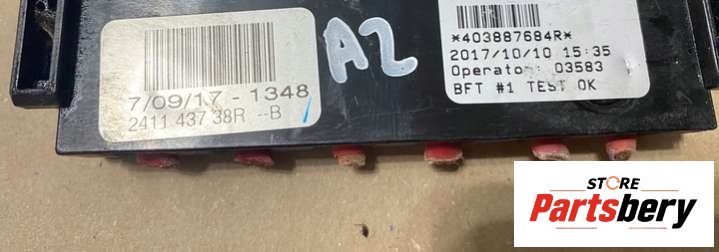 7/09/17 - 1348
2411 437 38R --B
A2
*403887684R*
2017/10/10 15:35
Operator: 03583
BFT #1 TEST OK
STORE
Partsbery